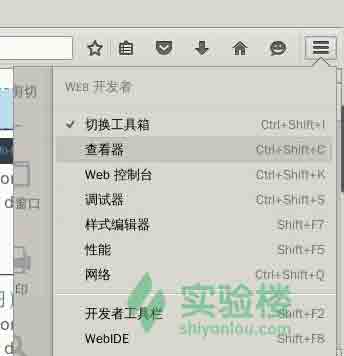 WEB 开发者
剪切
切换工具箱 Ctrl+Shift+I
查看器 Ctrl+Shift+C
Web 控制台 Ctrl+Shift+K
调试器 Ctrl+Shift+S
窗口
样式编辑器 Shift+F7
性能 Shift+F5
网络 Ctrl+Shift+Q
印
开发者工具栏 Shift+F2
WebIDE Shift+F8
实验楼
shiyanlou.com